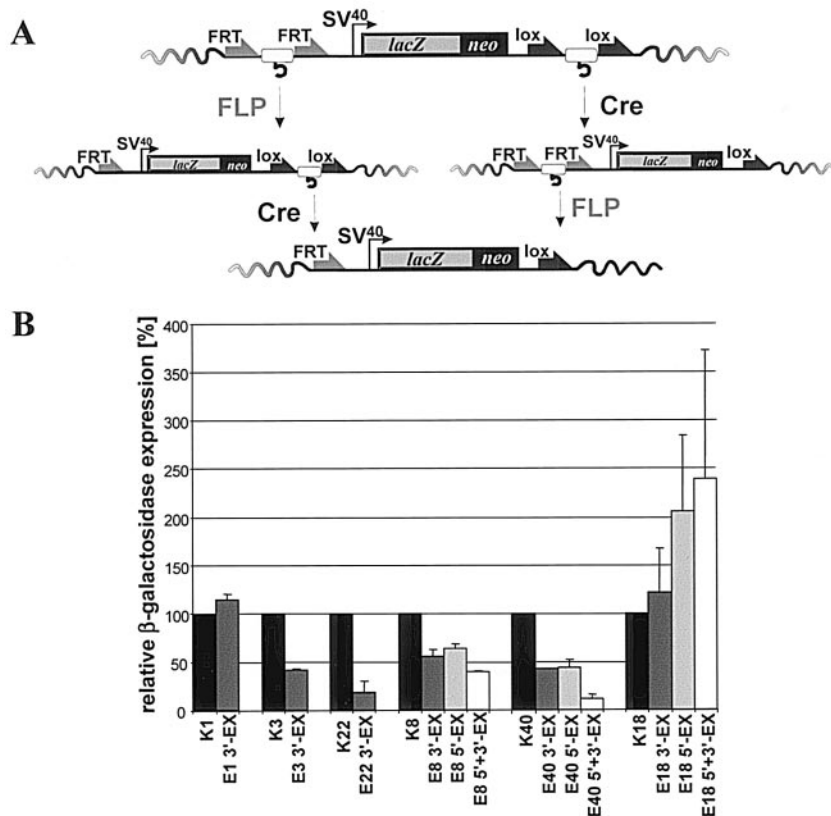 A
FRT FRT SV40 lacZ neo lox lox
FLP Cre
FRT SV40 lacZ neo lox lox
FRT FRT SV40 lacZ neo lox
Cre FLP
FRT SV40 lacZ neo lox
B
relative β-galactosidase expression [%]
400
350
300
250
200
150
100
50
0
K1
E1 3'-EX
K3
E3 3'-EX
K22
E22 3'-EX
K8
E8 3'-EX
E8 5'-EX
E8 5'+3'-EX
K40
E40 3'-EX
E40 5'-EX
E40 5'+3'-EX
K18
E18 3'-EX
E18 5'-EX
E18 5'+3'-EX